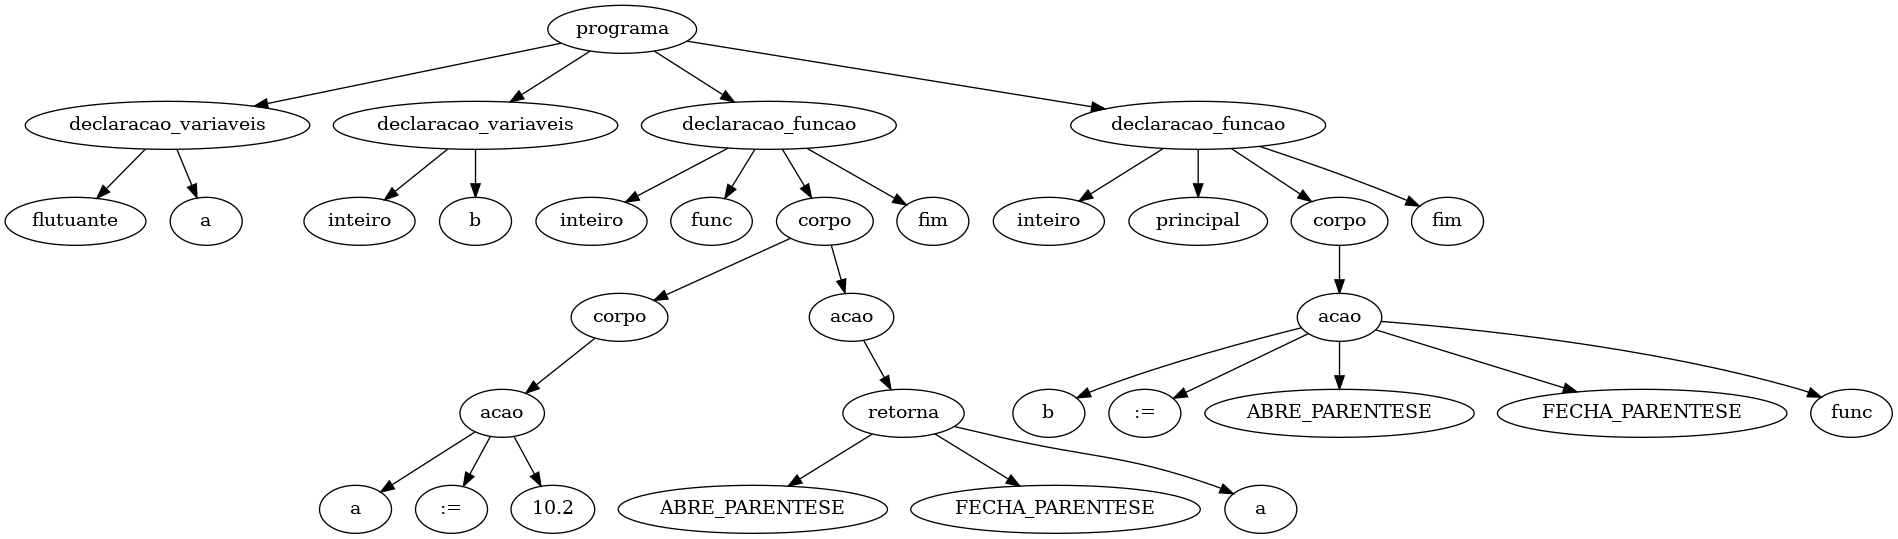 programa
declaracao_variaveis
declaracao_variaveis
declaracao_funcao
declaracao_funcao
flutuante
a
inteiro
b
inteiro
func
corpo
fim
inteiro
principal
corpo
fim
corpo
acao
acao
acao
retorna
b
:=
ABRE_PARENTESE
FECHA_PARENTESE
func
a
:=
10.2
ABRE_PARENTESE
FECHA_PARENTESE
a